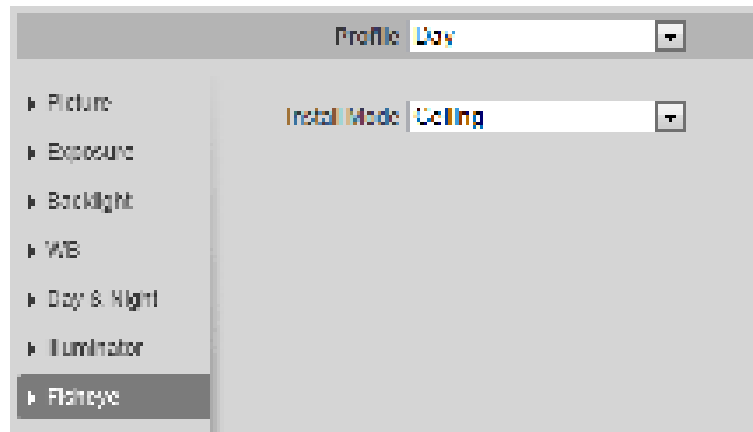 Profile Day
Install Mode Ceiling
Picture
Exposure
Backlight
WB
Day & Night
Illuminator
Fisheye